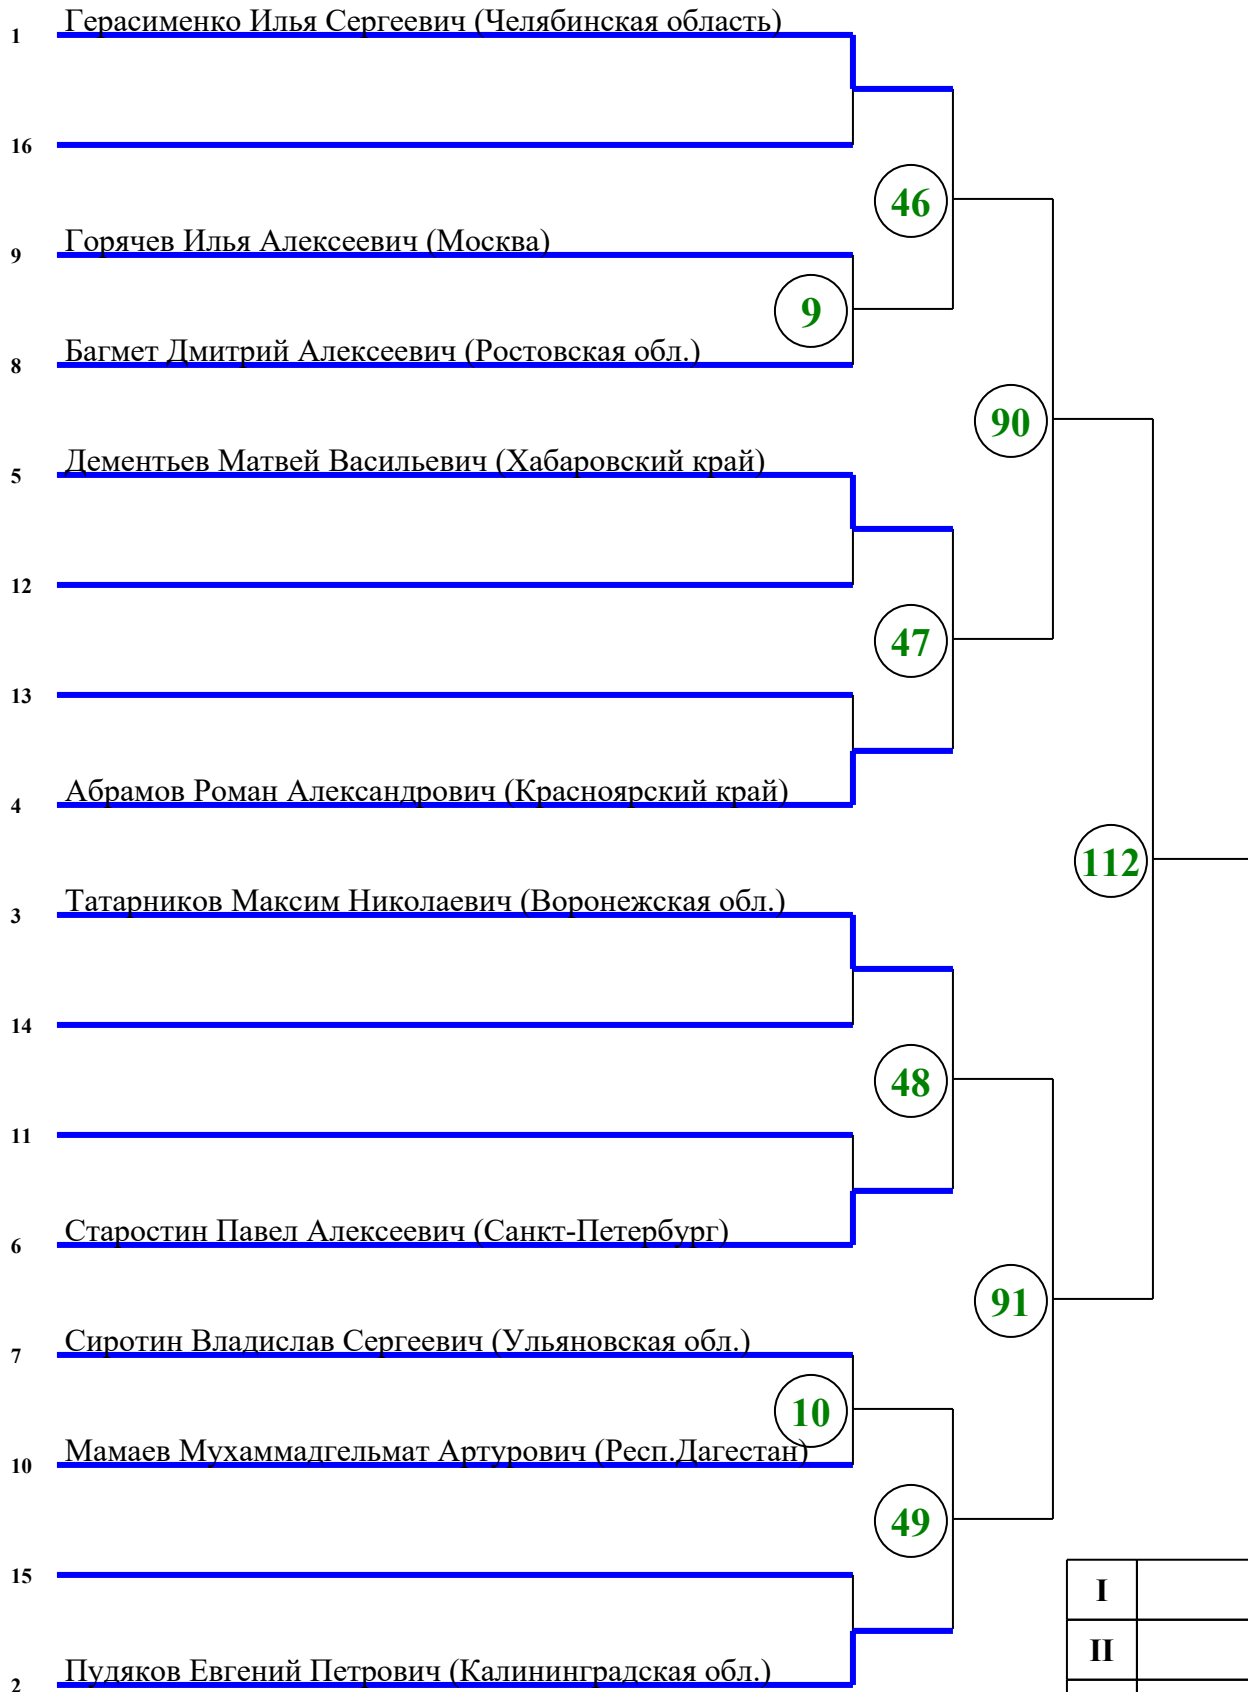 1 Герасименко Илья Сергеевич (Челябинская область)
16
46
9 Горячев Илья Алексеевич (Москва)
9
8 Багмет Дмитрий Алексеевич (Ростовская обл.)
90
5 Дементьев Матвей Васильевич (Хабаровский край)
12
47
13
4 Абрамов Роман Александрович (Красноярский край)
112
3 Татарников Максим Николаевич (Воронежская обл.)
14
48
11
6 Старостин Павел Алексеевич (Санкт-Петербург)
91
7 Сиротин Владислав Сергеевич (Ульяновская обл.)
10
10 Мамаев Мухаммадгельмат Артурович (Респ.Дагестан)
49
15
I
II
2 Пудяков Евгений Петрович (Калининградская обл.)